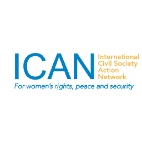 ICAN
International
Civil Society
Action
Network
For women's rights, peace and security